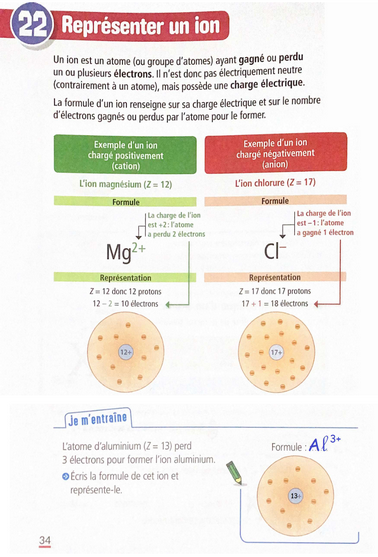 22 Représenter un ion
Un ion est un atome (ou groupe d'atomes) ayant gagné ou perdu
un ou plusieurs électrons. Il n'est donc pas électriquement neutre
(contrairement à un atome), mais possède une charge électrique.
La formule d'un ion renseigne sur sa charge électrique et sur le nombre
d'électrons gagnés ou perdus par l'atome pour le former.
Exemple d'un ion
chargé positivement
(cation)
L'ion magnésium (Z = 12)
Formule
La charge de l'ion
est +2 : l'atome
a perdu 2 électrons
Mg2+
Représentation
Z = 12 donc 12 protons
12 − 2 = 10 électrons
12+
Exemple d'un ion
chargé négativement
(anion)
L'ion chlorure (Z = 17)
Formule
La charge de l'ion
est −1 : l'atome
a gagné 1 électron
Cl−
Représentation
Z = 17 donc 17 protons
17 + 1 = 18 électrons
17+
Je m'entraîne
L'atome d'aluminium (Z = 13) perd
3 électrons pour former l'ion aluminium.
Écris la formule de cet ion et
représente-le.
Formule : Al3+
13+
34